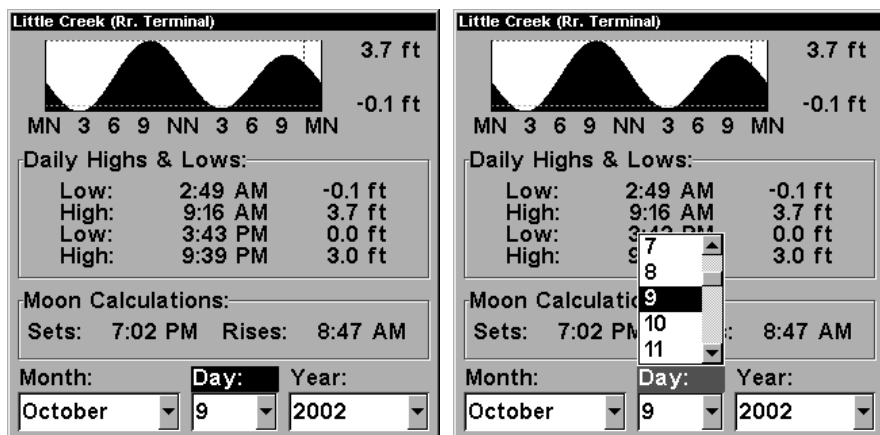 Little Creek (Rr. Terminal)
3.7 ft
-0.1 ft
MN 3 6 9 NN 3 6 9 MN
Daily Highs & Lows:
Low: 2:49 AM -0.1 ft
High: 9:16 AM 3.7 ft
Low: 3:43 PM 0.0 ft
High: 9:39 PM 3.0 ft
Moon Calculations:
Sets: 7:02 PM Rises: 8:47 AM
Month: Day: Year:
October 9 2002
Little Creek (Rr. Terminal)
3.7 ft
-0.1 ft
MN 3 6 9 NN 3 6 9 MN
Daily Highs & Lows:
Low: 2:49 AM -0.1 ft
High: 9:16 AM 3.7 ft
Low: 0.0 ft
High: 3.0 ft
7
8
9
10
11
Moon
Sets: 7:02 8:47 AM
Month: Day: Year:
October 9 2002